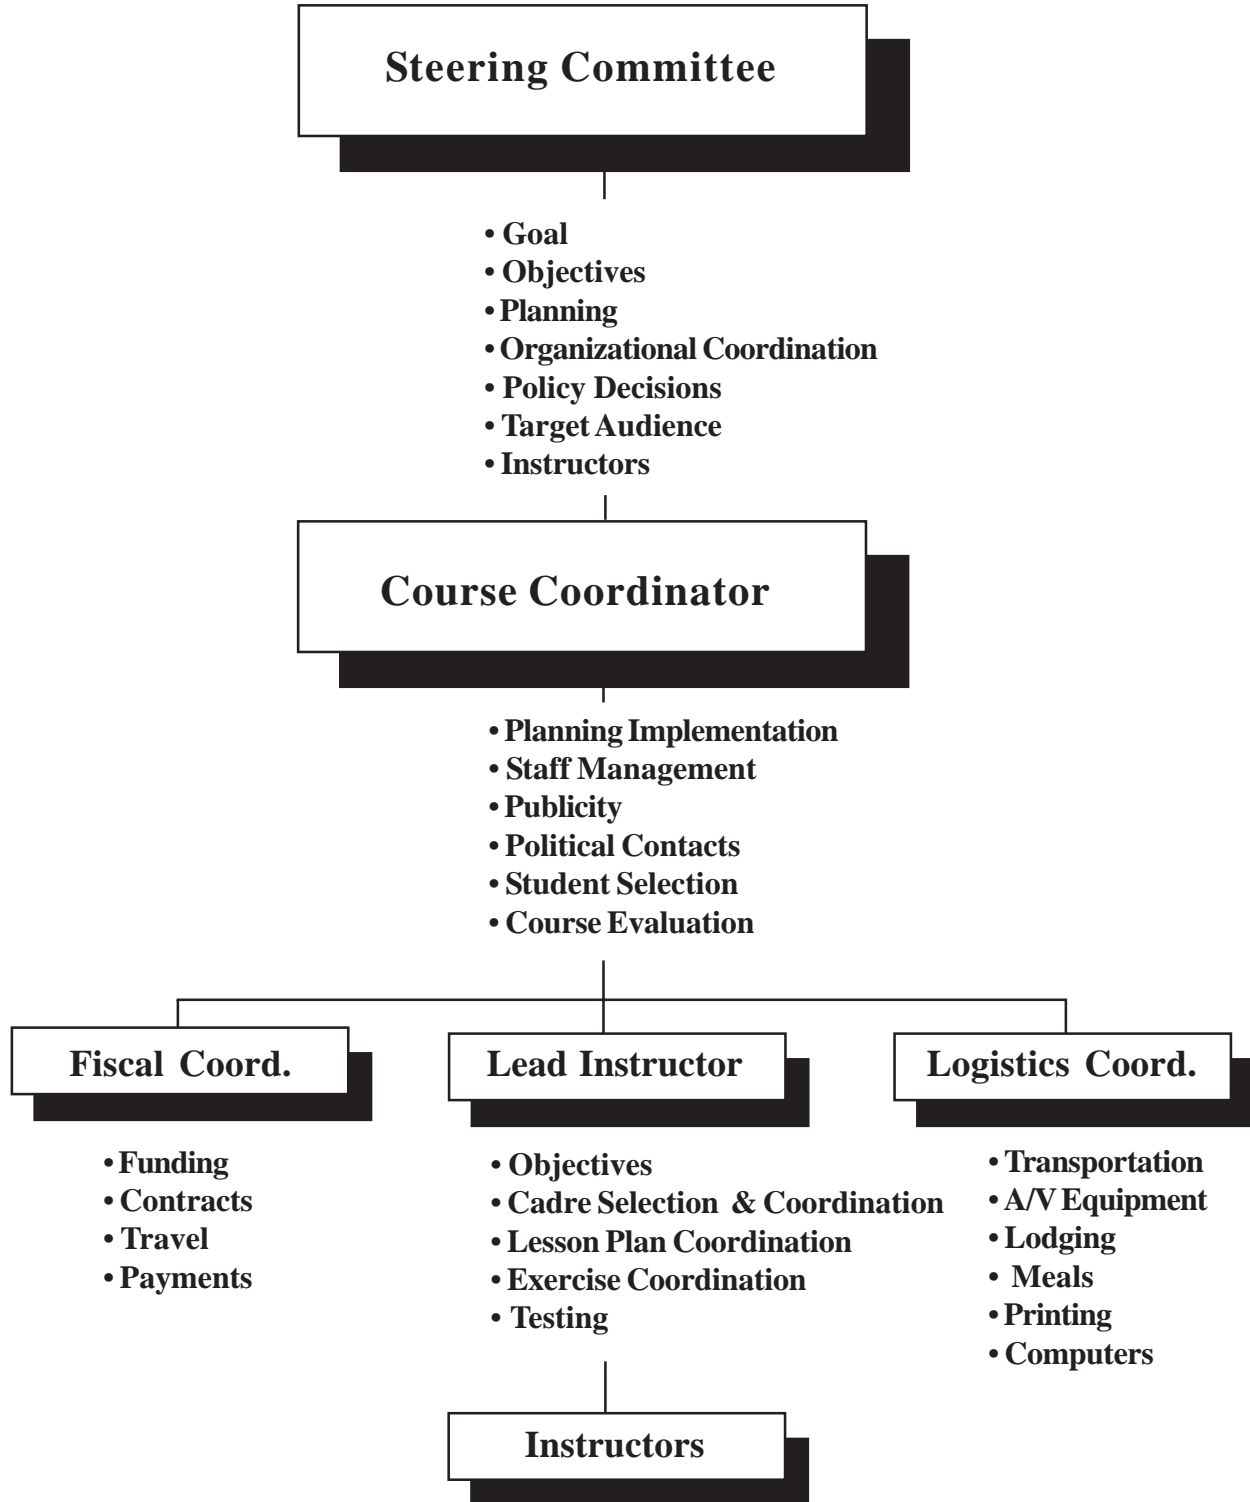 Steering Committee
• Goal
• Objectives
• Planning
• Organizational Coordination
• Policy Decisions
• Target Audience
• Instructors
Course Coordinator
• Planning Implementation
• Staff Management
• Publicity
• Political Contacts
• Student Selection
• Course Evaluation
Fiscal Coord.
• Funding
• Contracts
• Travel
• Payments
Lead Instructor
• Objectives
• Cadre Selection & Coordination
• Lesson Plan Coordination
• Exercise Coordination
• Testing
Logistics Coord.
• Transportation
• A/V Equipment
• Lodging
• Meals
• Printing
• Computers
Instructors